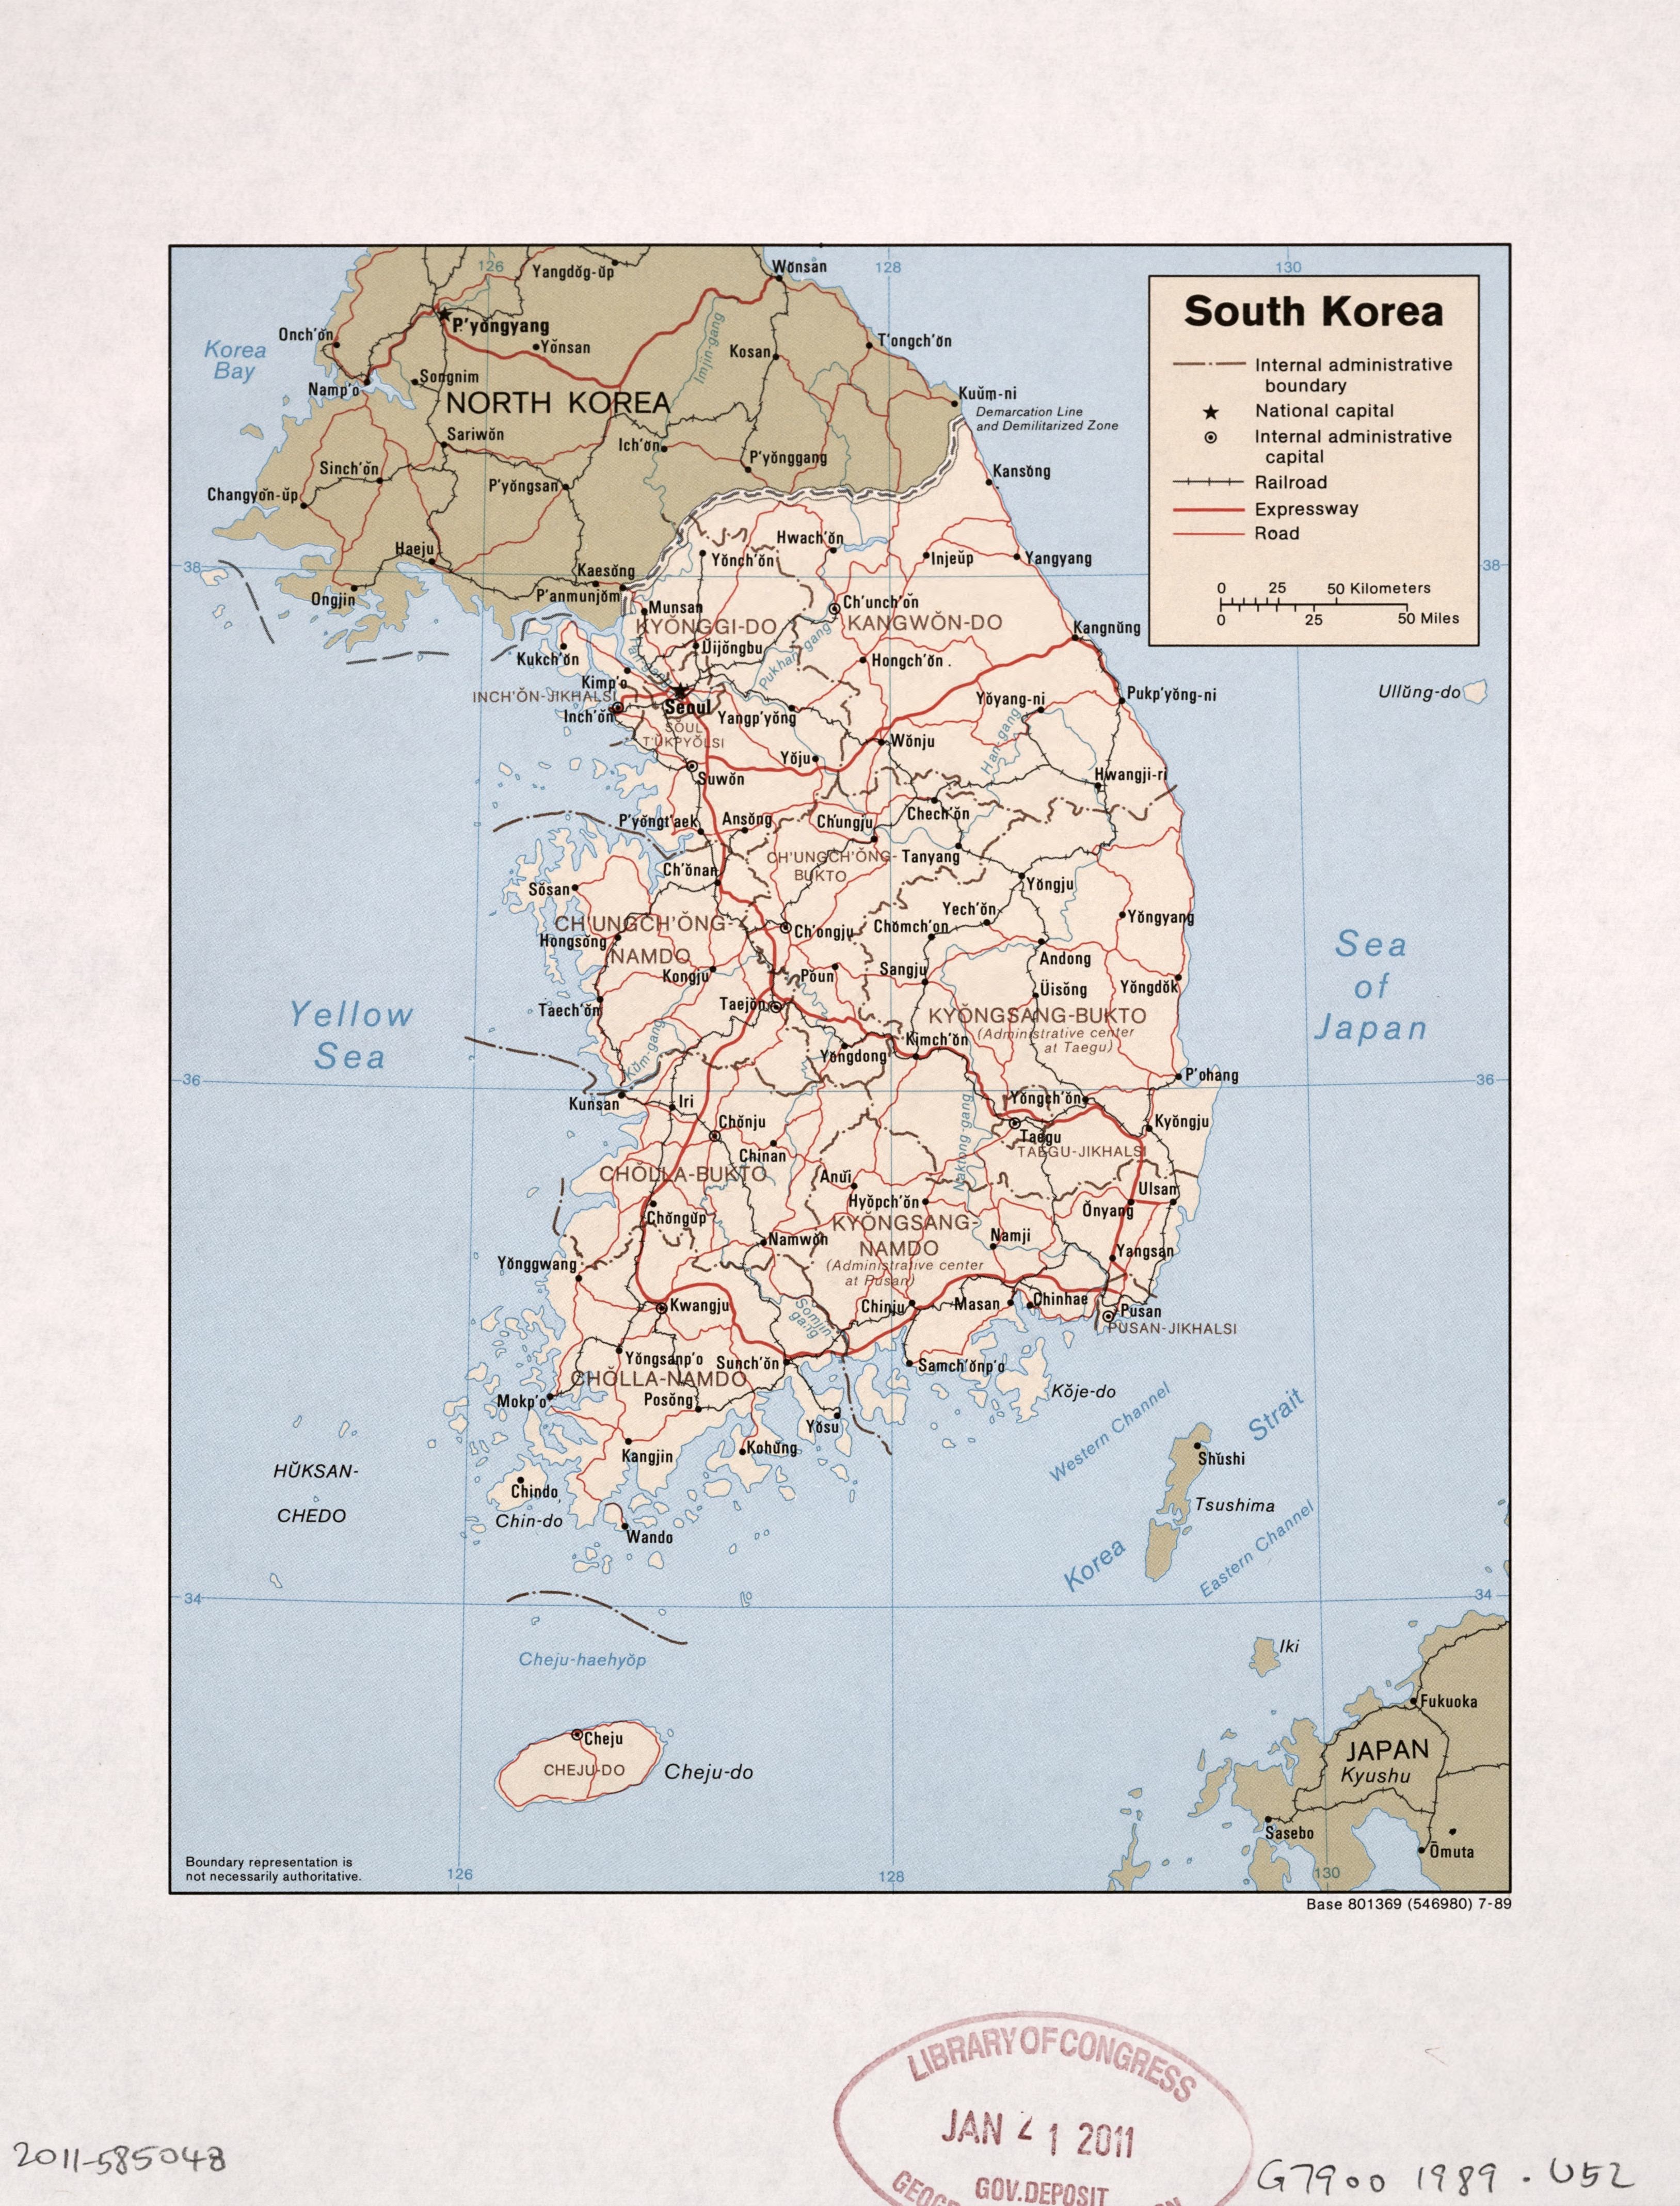 126
128
130
Yangdŏg-ŭp
Wŏnsan
South Korea
Internal administrative
boundary
National capital
Internal administrative
capital
Railroad
Expressway
Road
0 25 50 Kilometers
0 25 50 Miles
P'yŏngyang
Yŏnsan
Onch'ŏn
Korea
Bay
Namp'o
Songnim
NORTH KOREA
Imjin-gang
Kosan
T'ongch'ŏn
Kuŭm-ni
Demarcation Line
and Demilitarized Zone
Sariwŏn
Ich'ŏn
P'yŏnggang
Kansŏng
Sinch'ŏn
Changyŏn-ŭp
P'yŏngsan
Haeju
Hwach'ŏn
Yŏnch'ŏn
Injeŭp
Yangyang
38
38
Kaesŏng
Ongjin
P'anmunjŏm
Munsan
KYŎNGGI-DO
Ch'unch'ŏn
KANGWŎN-DO
Kangnŭng
Kukch'ŏn
Ŭijŏngbu
Pukhan-gang
Hongch'ŏn
Kimp'o
Han-gang
INCH'ŎN-JIKHALSI
Inch'ŏn
Seoul
SŎUL
T'ŬKPYŎLSI
Yangp'yŏng
Yŏyang-ni
Pukp'yŏng-ni
Ullŭng-do
Han-gang
Wŏnju
Yŏju
Suwŏn
Hwangji-ri
P'yŏngt'aek
Ansŏng
Ch'ungju
Chech'ŏn
CH'UNGCH'ŎNG-
BUKTO
Tanyang
Ch'ŏnan
Yŏngju
Sŏsan
CH'UNGCH'ŎNG-
NAMDO
Hongsŏng
Ch'ŏngju
Chŏmch'on
Yech'ŏn
Yŏngyang
Andong
Kongju
Poŭn
Sangju
Ŭisŏng
Yŏngdŏk
Taech'ŏn
Taejŏn
KYŎNGSANG-BUKTO
(Administrative center
at Taegu)
Yellow
Sea
Sea
of
Japan
Kŭm-gang
Yŏngdong
Kimch'ŏn
36
36
P'ohang
Kunsan
Iri
Yŏngch'ŏn
Chŏnju
Chinan
Taegu
TAEGU-JIKHALSI
Kyŏngju
Naktong-gang
CHŎLLA-BUKTO
Anŭi
Hyŏpch'ŏn
Ulsan
Ŏnyang
Chŏngŭp
KYŎNGSANG-
NAMDO
(Administrative center
at Pusan)
Namwŏn
Namji
Yangsan
Yŏnggwang
Kwangju
Sŏmjin
gang
Chinju
Masan
Chinhae
Pusan
PUSAN-JIKHALSI
Yŏngsanp'o
Sunch'ŏn
Samch'ŏnp'o
CHŎLLA-NAMDO
Mokp'o
Posŏng
Yŏsu
Kŏje-do
Kangjin
Kohŭng
Western Channel
Korea
Strait
Shŭshi
Tsushima
Eastern Channel
HŬKSAN-
CHEDO
Chindo
Chin-do
Wando
34
34
Cheju-haehyŏp
Iki
Cheju
CHEJU-DO
Cheju-do
Fukuoka
JAPAN
Kyushu
Sasebo
Ōmuta
Boundary representation is
not necessarily authoritative.
126
128
130
Base 801369 (546980) 7-89
LIBRARY OF CONGRESS
JAN 21 2011
GOV. DEPOSIT
2011-585048
G7900 1989 .U52